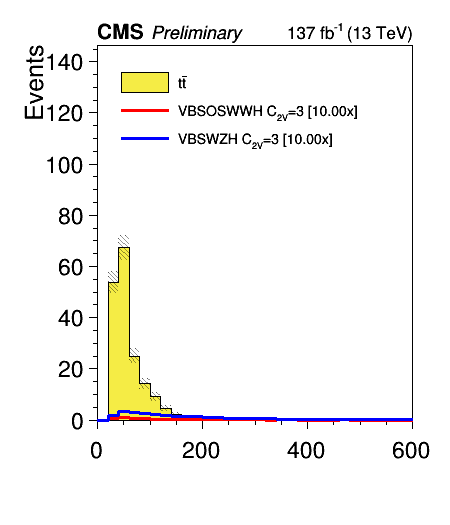 CMS Preliminary 137 fb⁻¹ (13 TeV)
Events
140
120
100
80
60
40
20
0
tt̄
VBSOSWWH C₂ᵥ=3 [10.00x]
VBSWZH C₂ᵥ=3 [10.00x]
0 200 400 600